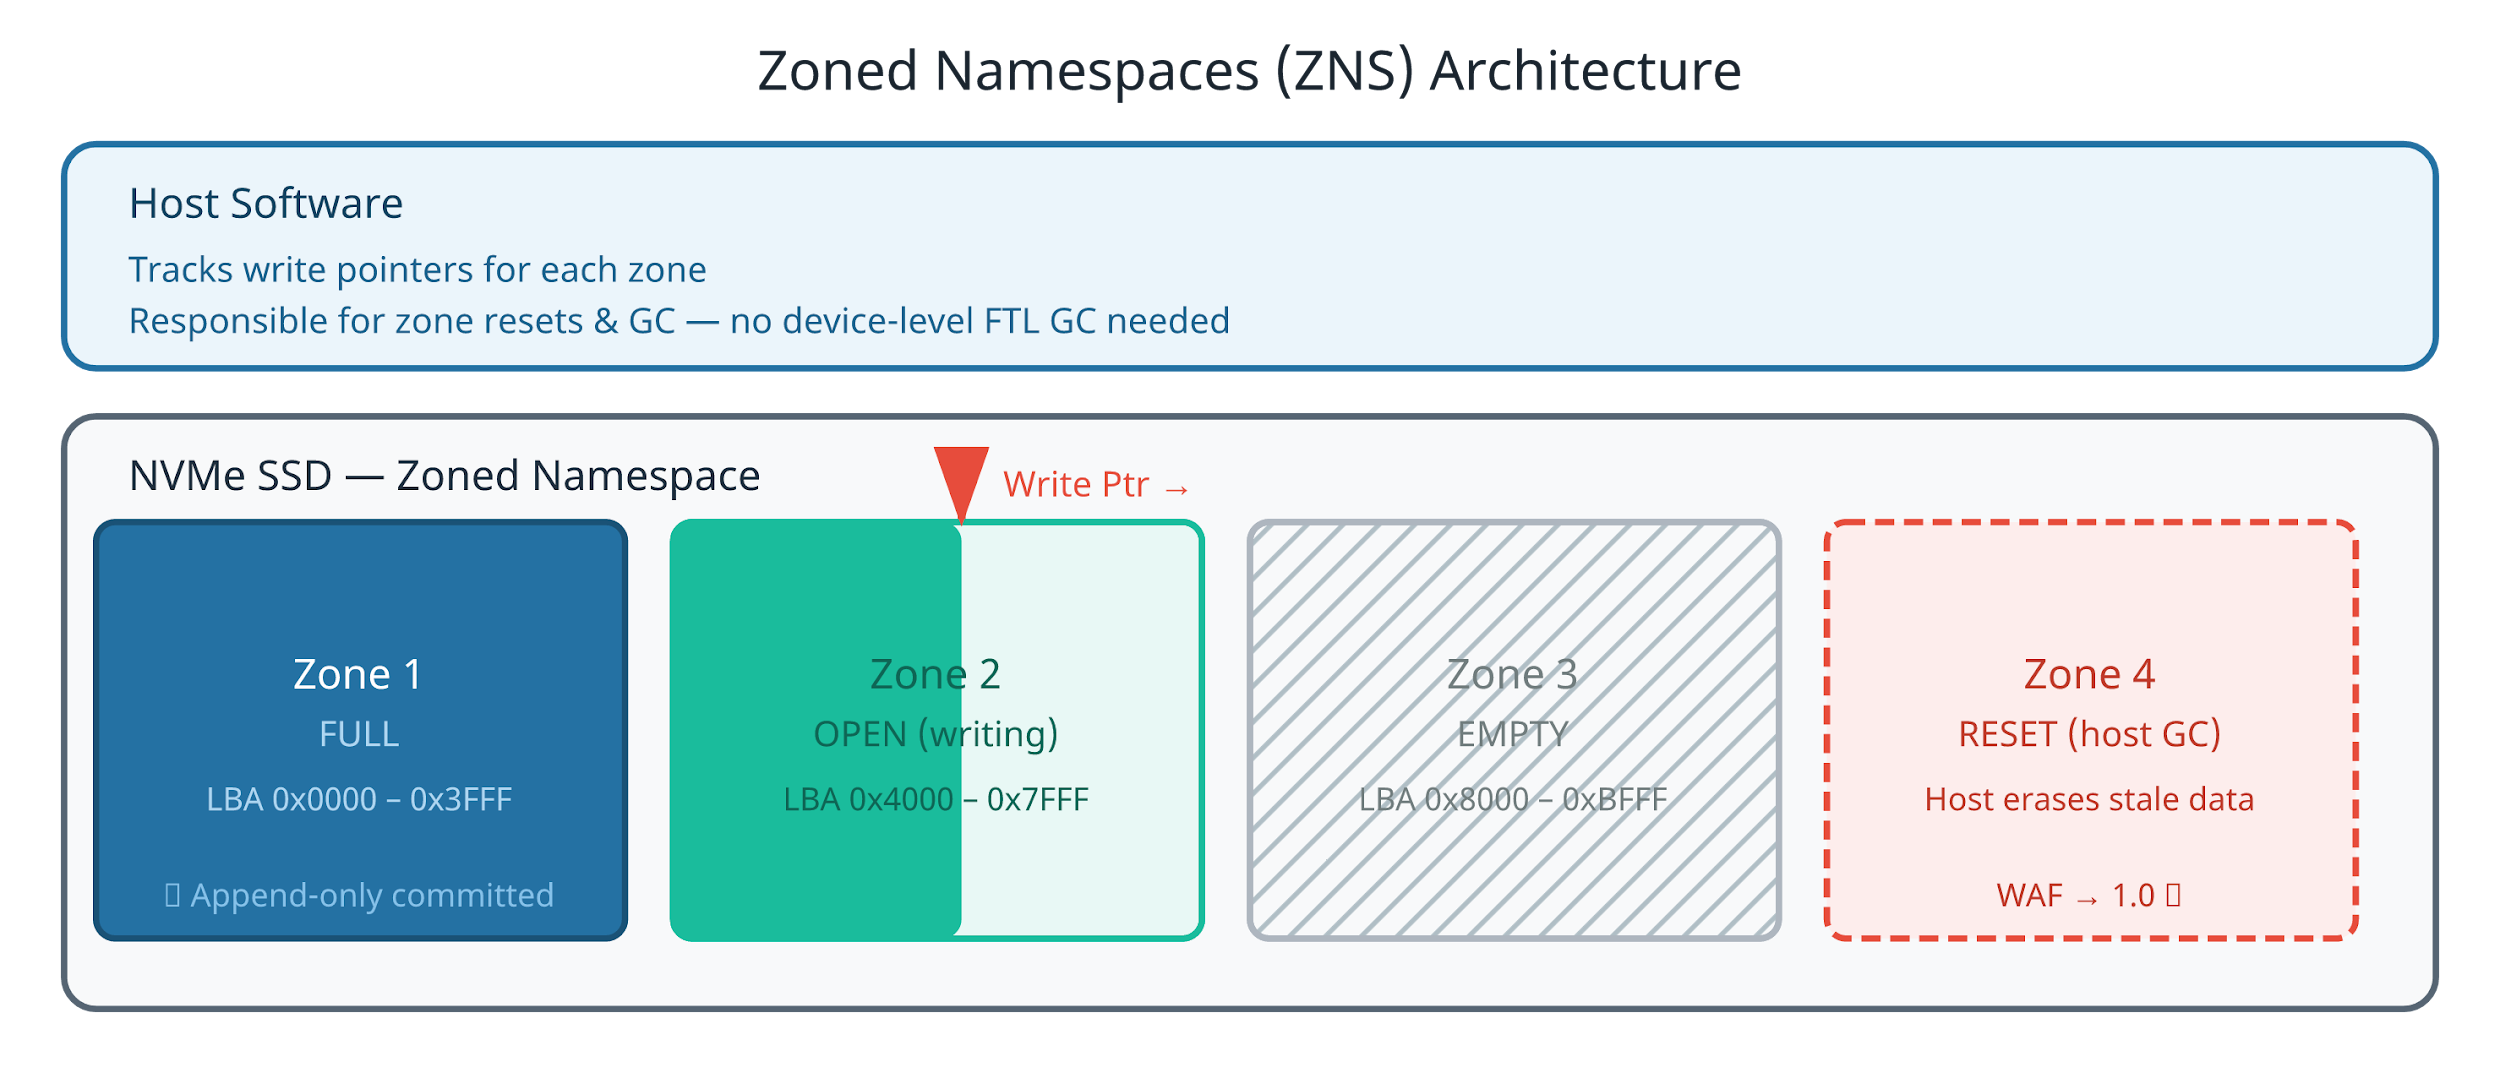 Zoned Namespaces (ZNS) Architecture
Host Software
Tracks write pointers for each zone
Responsible for zone resets & GC — no device-level FTL GC needed
NVMe SSD — Zoned Namespace
Write Ptr →
Zone 1
FULL
LBA 0x0000 – 0x3FFF
Append-only committed
Zone 2
OPEN (writing)
LBA 0x4000 – 0x7FFF
Zone 3
EMPTY
LBA 0x8000 – 0xBFFF
Zone 4
RESET (host GC)
Host erases stale data
WAF → 1.0